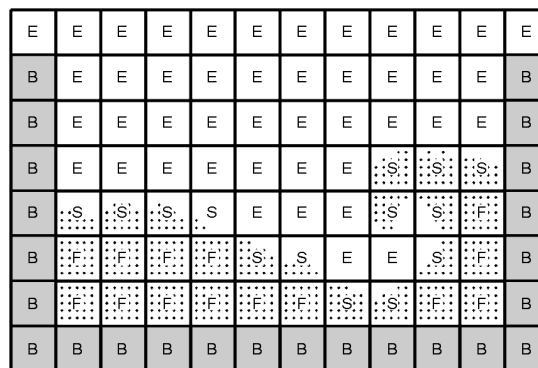 E E E E E E E E E E E E
B E E E E E E E E E E B
B E E E E E E E E E E B
B E E E E E E E S S S B
B S S S S E E E S S F B
B F F F F S S E E S F B
B F F F F F F S S F F B
B B B B B B B B B B B B